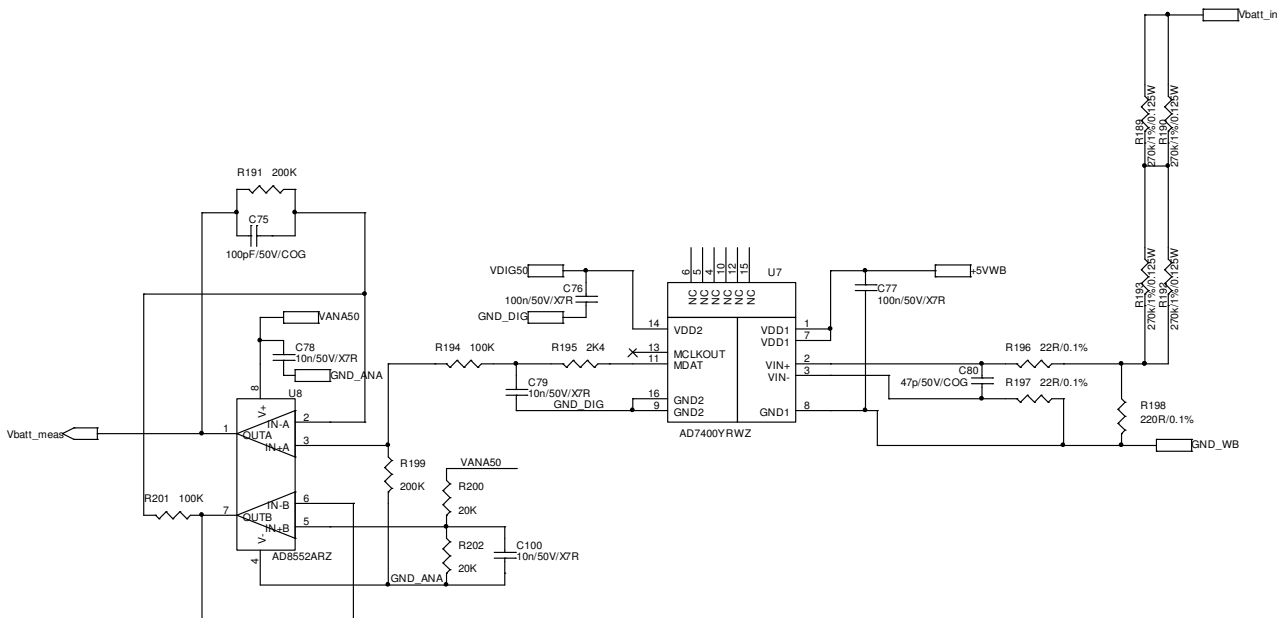 Vbatt_in
R189
270k/1%/0.125W
R190
270k/1%/0.125W
R191 200K
C75
100pF/50V/COG
6 5 4 10 12 15
U7
NC NC NC NC NC NC
VDIG50
C76
100n/50V/X7R
GND_DIG
+5VWB
C77
100n/50V/X7R
R193
270k/1%/0.125W
R192
270k/1%/0.125W
VANA50
C78
10n/50V/X7R
GND_ANA
14 VDD2
VDD1 1
VDD1 7
13 MCLKOUT
11 MDAT
VIN+ 2
VIN- 3
16 GND2
9 GND2
GND1 8
AD7400YRWZ
R194 100K
R195 2K4
C79
10n/50V/X7R
GND_DIG
R196 22R/0.1%
C80
47p/50V/COG
R197 22R/0.1%
R198
220R/0.1%
GND_WB
U8
8
V+
Vbatt_meas
1 OUTA
IN-A 2
IN+A 3
R199
200K
VANA50
R200
20K
R201 100K
7 OUTB
IN-B 6
IN+B 5
V-
4
AD8552ARZ
R202
20K
C100
10n/50V/X7R
GND_ANA